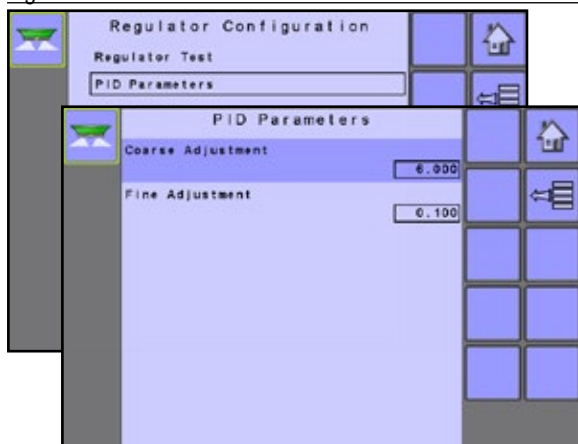 Regulator Configuration
Regulator Test
PID Parameters
PID Parameters
Coarse Adjustment
6.000
Fine Adjustment
0.100